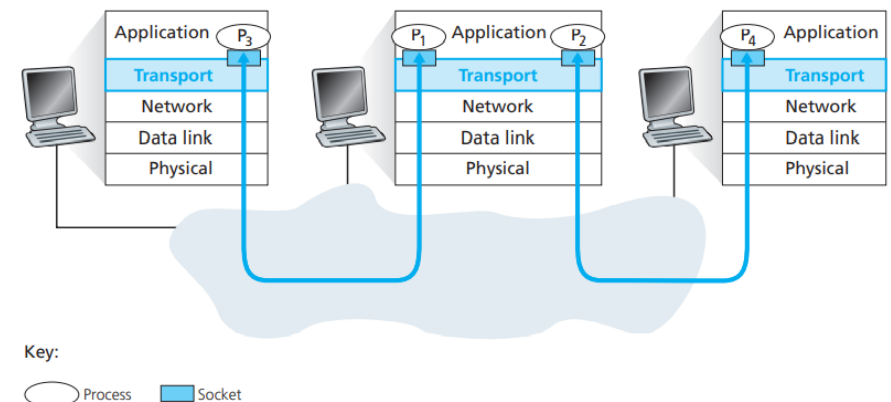 Application P3
Transport
Network
Data link
Physical
P1 Application P2
Transport
Network
Data link
Physical
P4 Application
Transport
Network
Data link
Physical
Key:
Process Socket